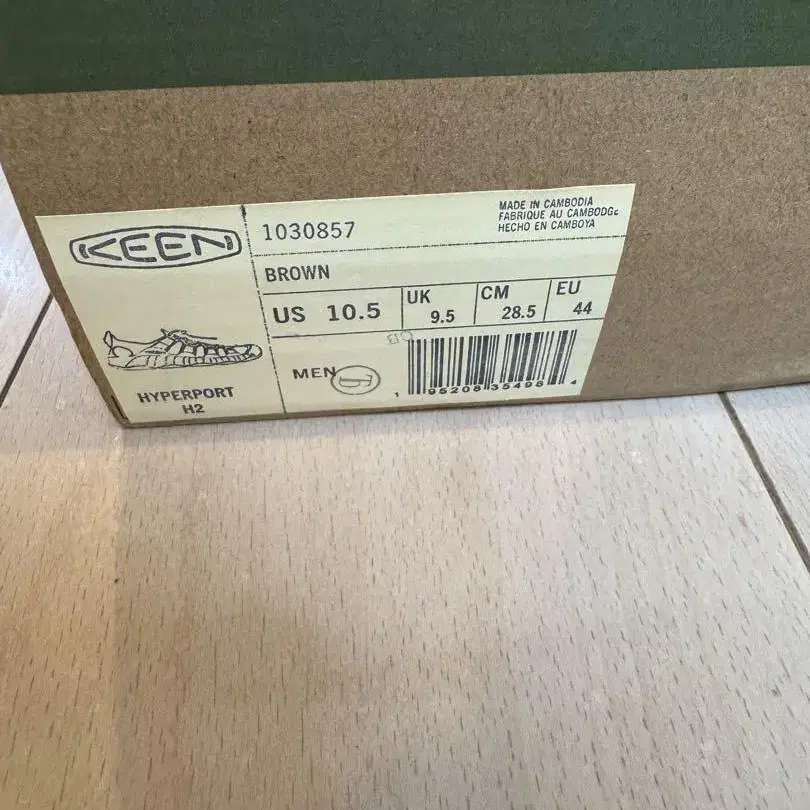 KEEN
HYPERPORT
H2
1030857
MADE IN CAMBODIA
FABRIQUE AU CAMBODGE
HECHO EN CAMBOYA
BROWN
US 10.5
UK 9.5
CM 28.5
EU 44
MEN
1 95208 35498 4